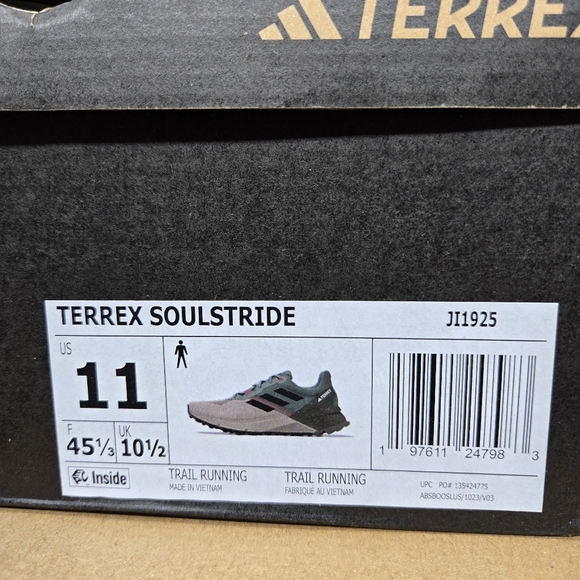 TERREX
TERREX SOULSTRIDE JI1925
US
11
F
45⅓
UK
10½
Inside
TRAIL RUNNING
MADE IN VIETNAM
TRAIL RUNNING
FABRIQUE AU VIETNAM
1 97611 24798 3
UPC PO# 135424775
ABSBOOSLUS/1023/V03